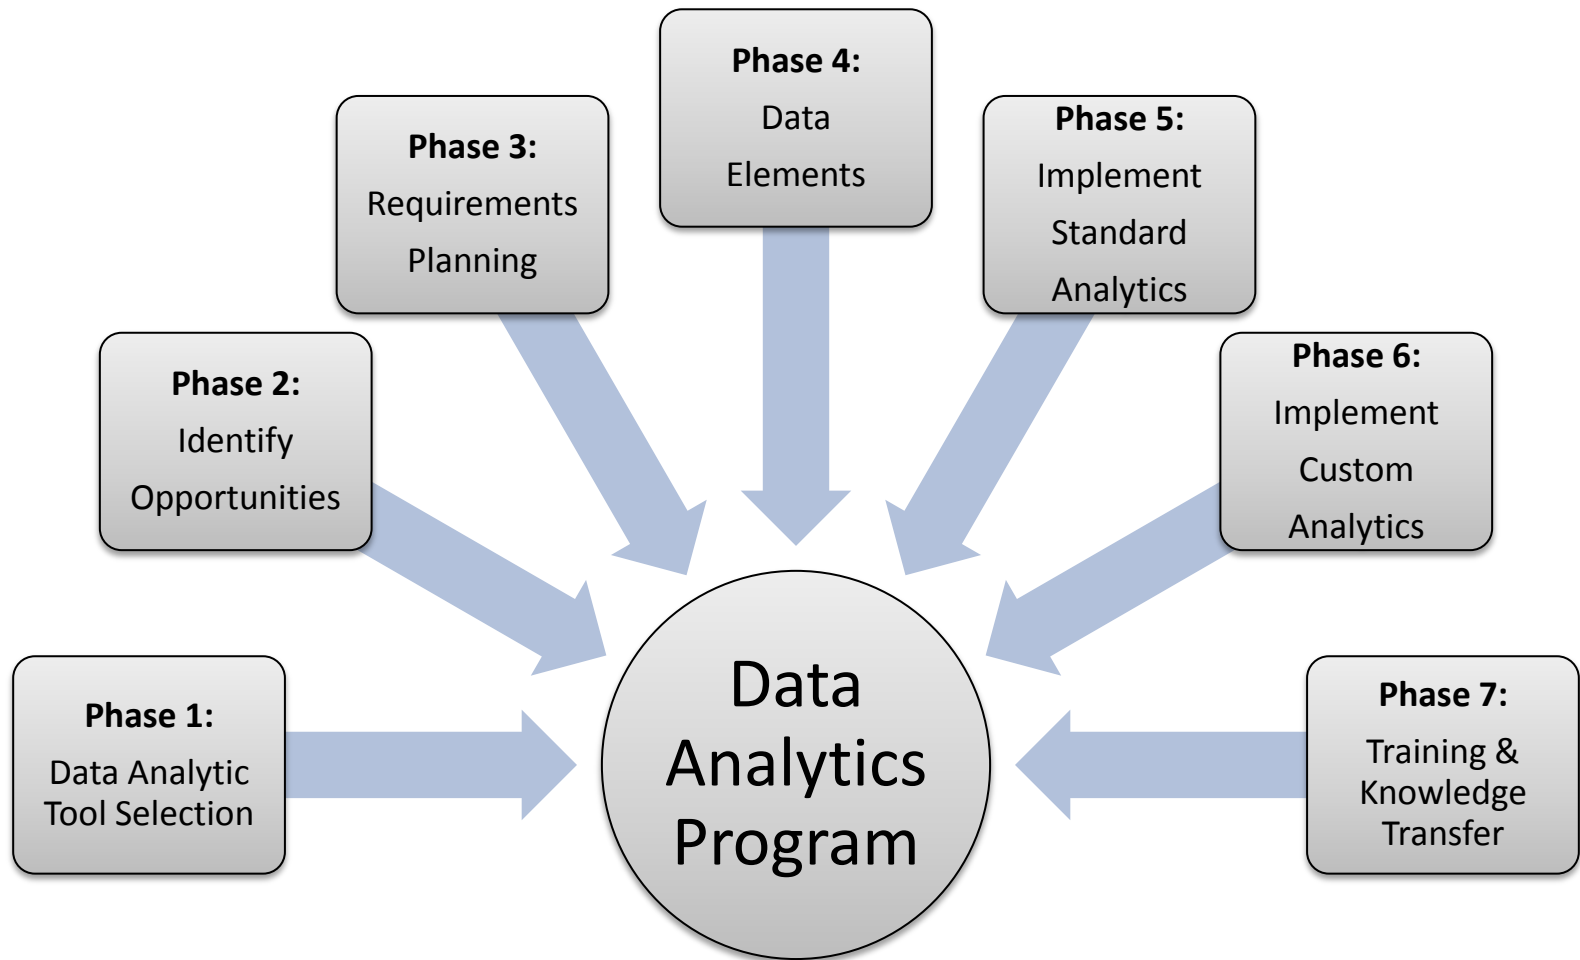 Phase 1:
Data Analytic
Tool Selection
Phase 2:
Identify
Opportunities
Phase 3:
Requirements
Planning
Phase 4:
Data
Elements
Phase 5:
Implement
Standard
Analytics
Phase 6:
Implement
Custom
Analytics
Phase 7:
Training &
Knowledge
Transfer
Data
Analytics
Program